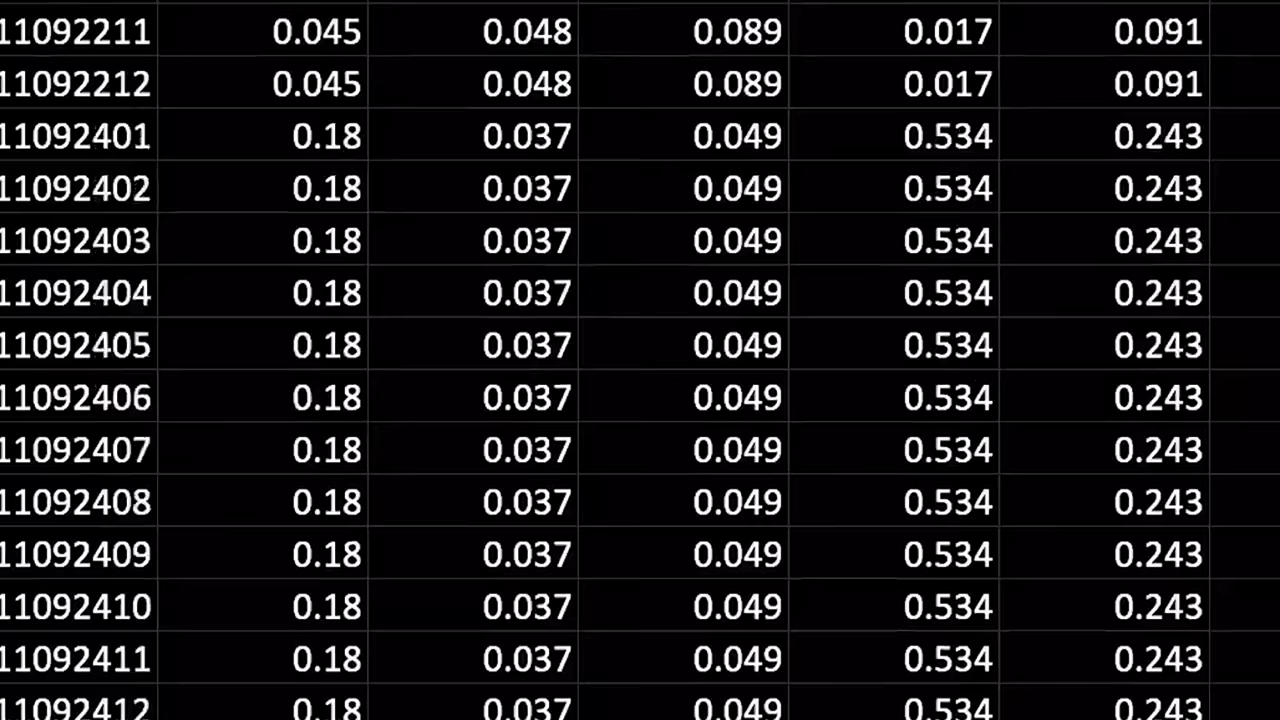 11092211 0.045 0.048 0.089 0.017 0.091
11092212 0.045 0.048 0.089 0.017 0.091
11092401 0.18 0.037 0.049 0.534 0.243
11092402 0.18 0.037 0.049 0.534 0.243
11092403 0.18 0.037 0.049 0.534 0.243
11092404 0.18 0.037 0.049 0.534 0.243
11092405 0.18 0.037 0.049 0.534 0.243
11092406 0.18 0.037 0.049 0.534 0.243
11092407 0.18 0.037 0.049 0.534 0.243
11092408 0.18 0.037 0.049 0.534 0.243
11092409 0.18 0.037 0.049 0.534 0.243
11092410 0.18 0.037 0.049 0.534 0.243
11092411 0.18 0.037 0.049 0.534 0.243
11092412 0.18 0.037 0.049 0.534 0.243